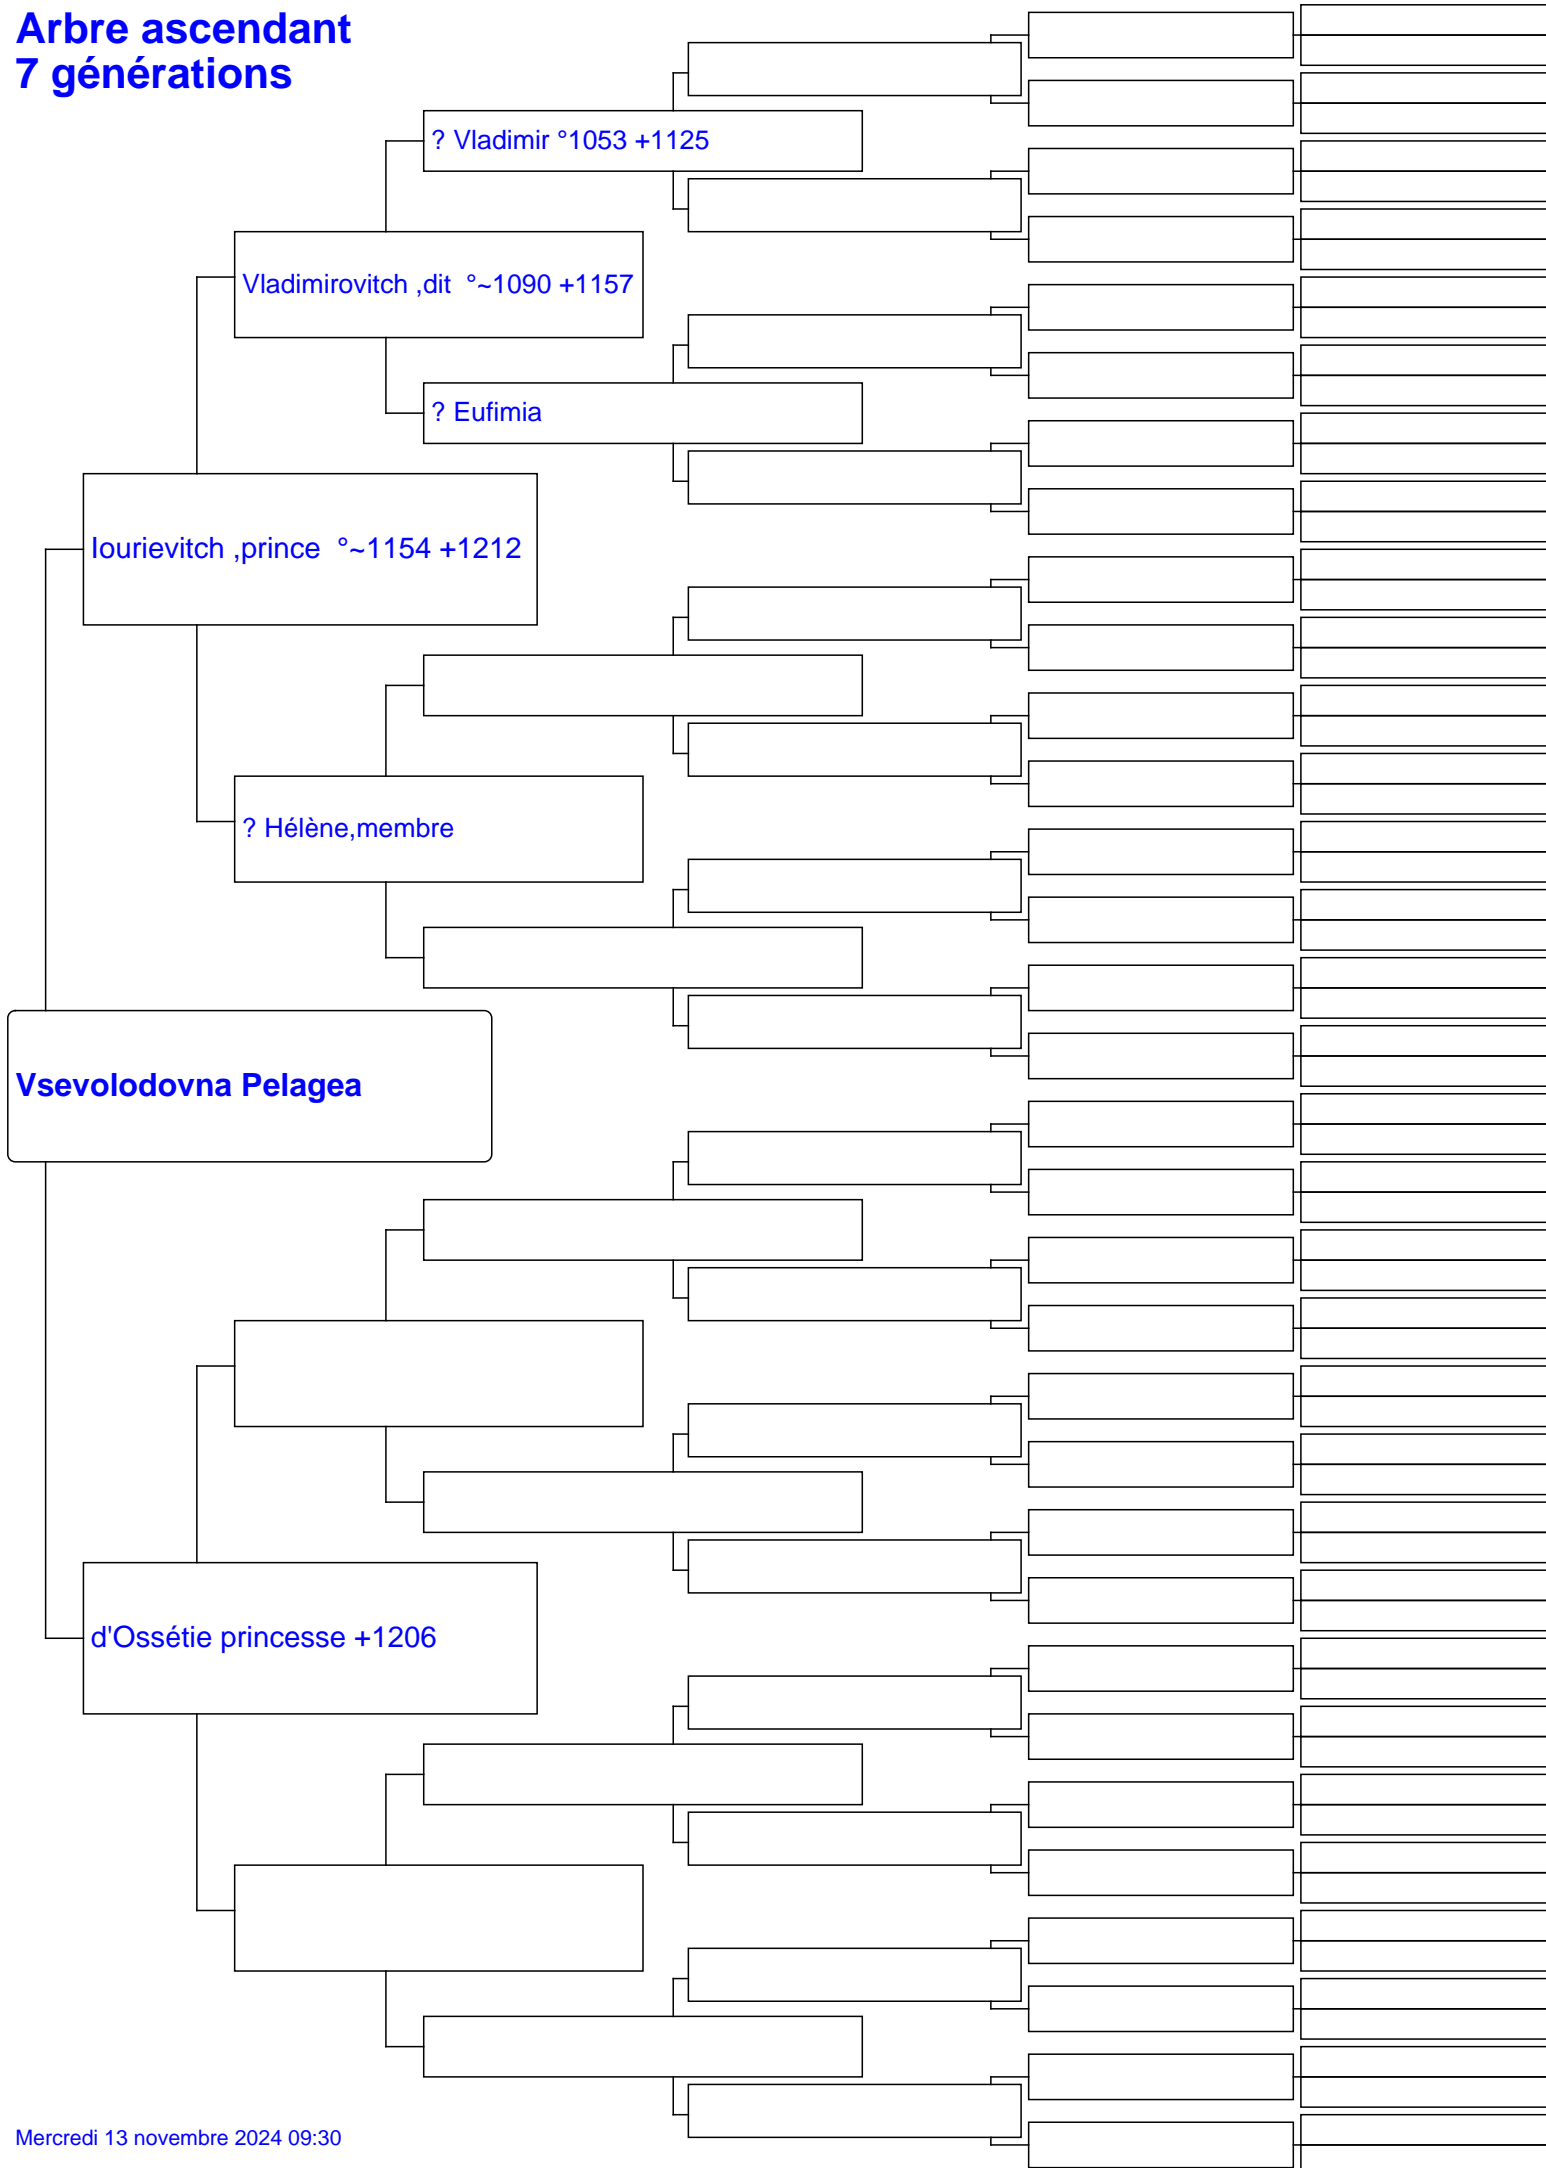 Arbre ascendant
7 générations
? Vladimir °1053 +1125
Vladimirovitch ,dit  °~1090 +1157
? Eufimia
Iourievitch ,prince  °~1154 +1212
? Hélène,membre
Vsevolodovna Pelagea
d'Ossétie princesse +1206
Mercredi 13 novembre 2024 09:30